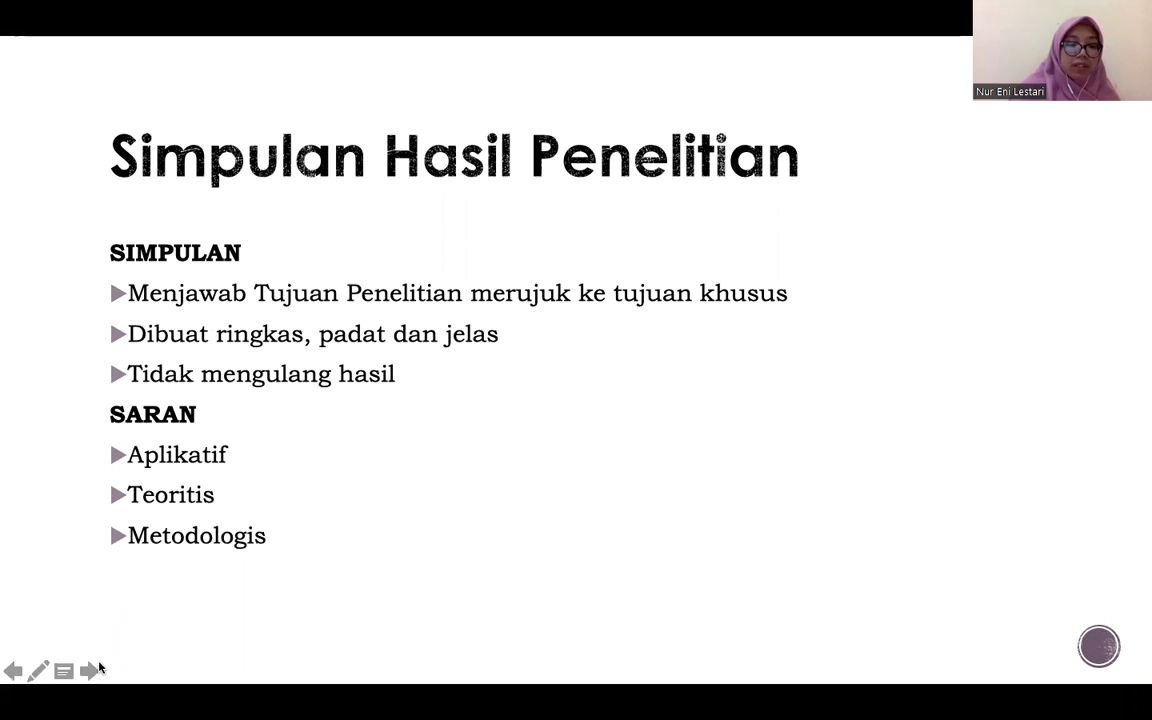 Nur Eni Lestari
Simpulan Hasil Penelitian
SIMPULAN
Menjawab Tujuan Penelitian merujuk ke tujuan khusus
Dibuat ringkas, padat dan jelas
Tidak mengulang hasil
SARAN
Aplikatif
Teoritis
Metodologis